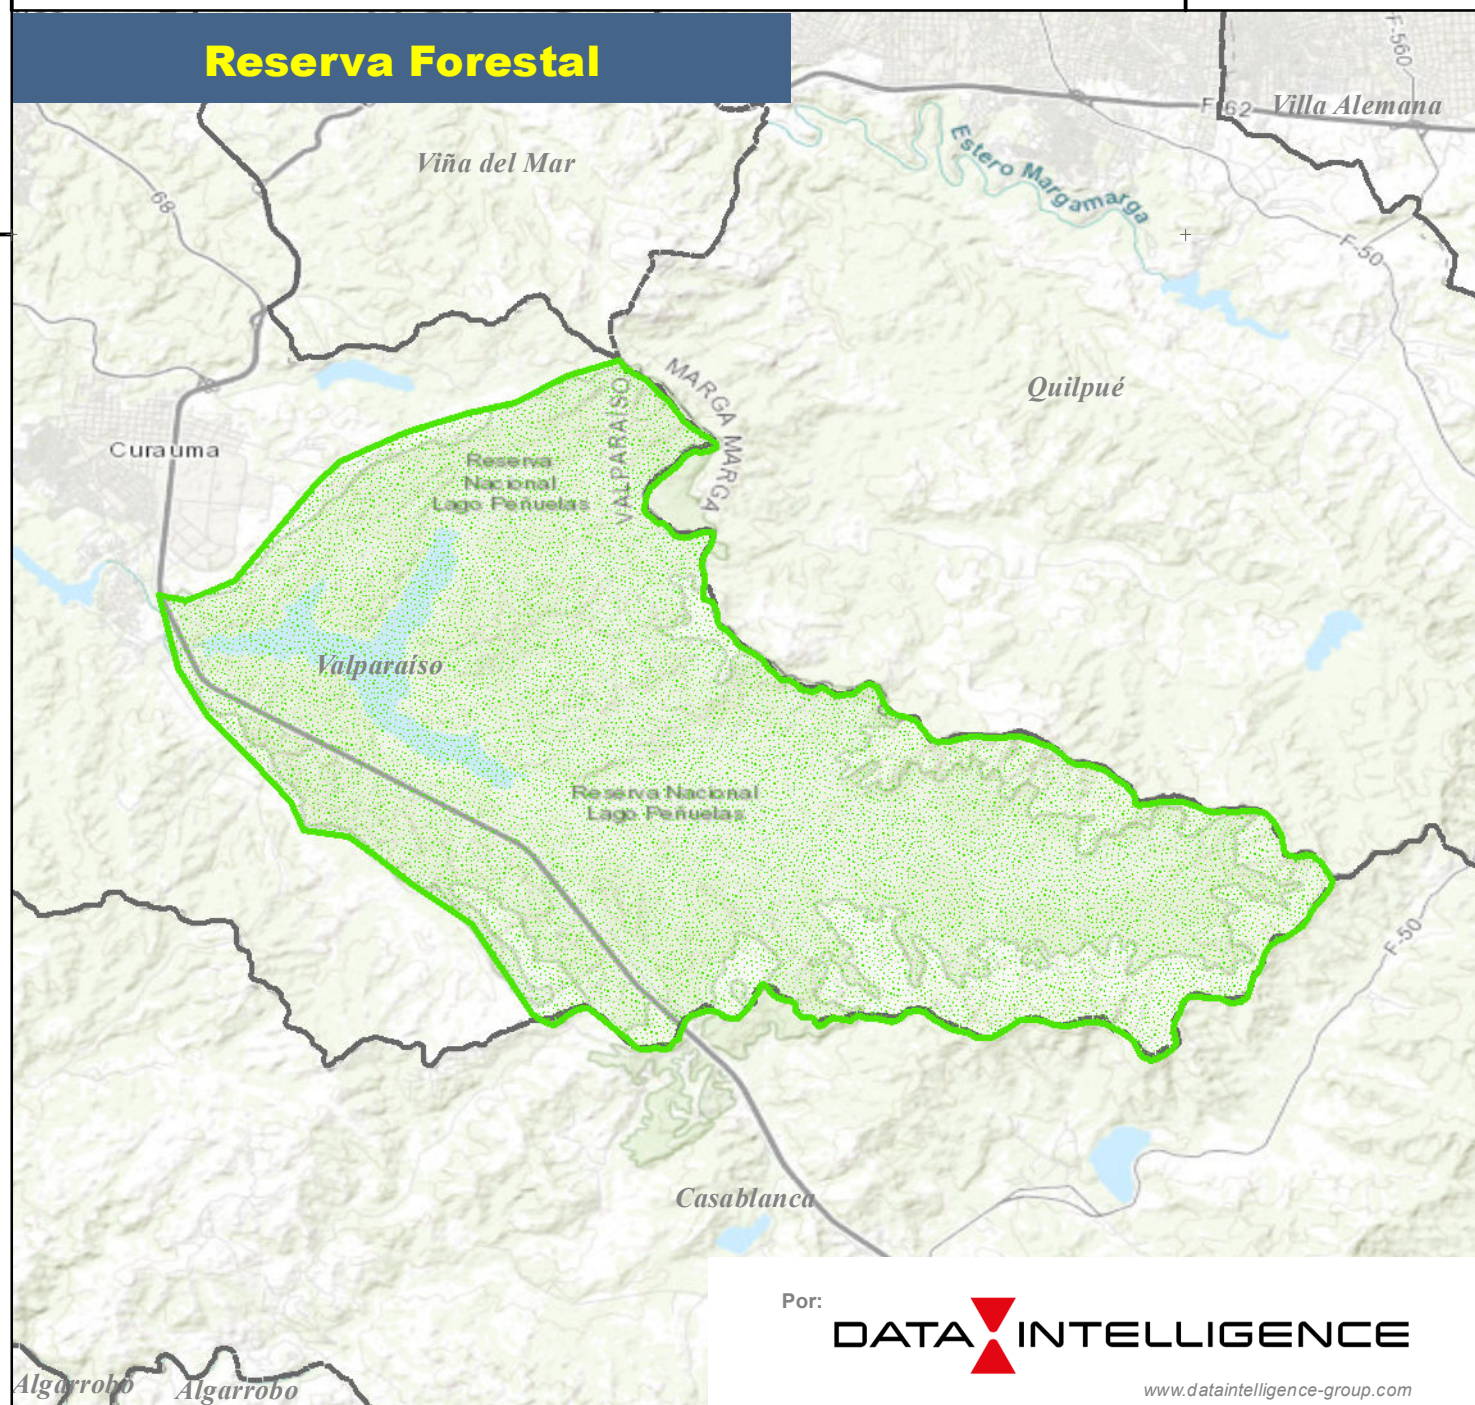 Reserva Forestal
F-560
F-62
Villa Alemana
Viña del Mar
Estero Margamarga
68
F-50
MARGA MARGA
VALPARAÍSO
Quilpué
Curauma
Reserva
Nacional
Lago Peñuelas
Valparaíso
Reserva Nacional
Lago Peñuelas
F-50
Casablanca
Por:
DATA INTELLIGENCE
www.dataintelligence-group.com
Algarrobo
Algarrobo